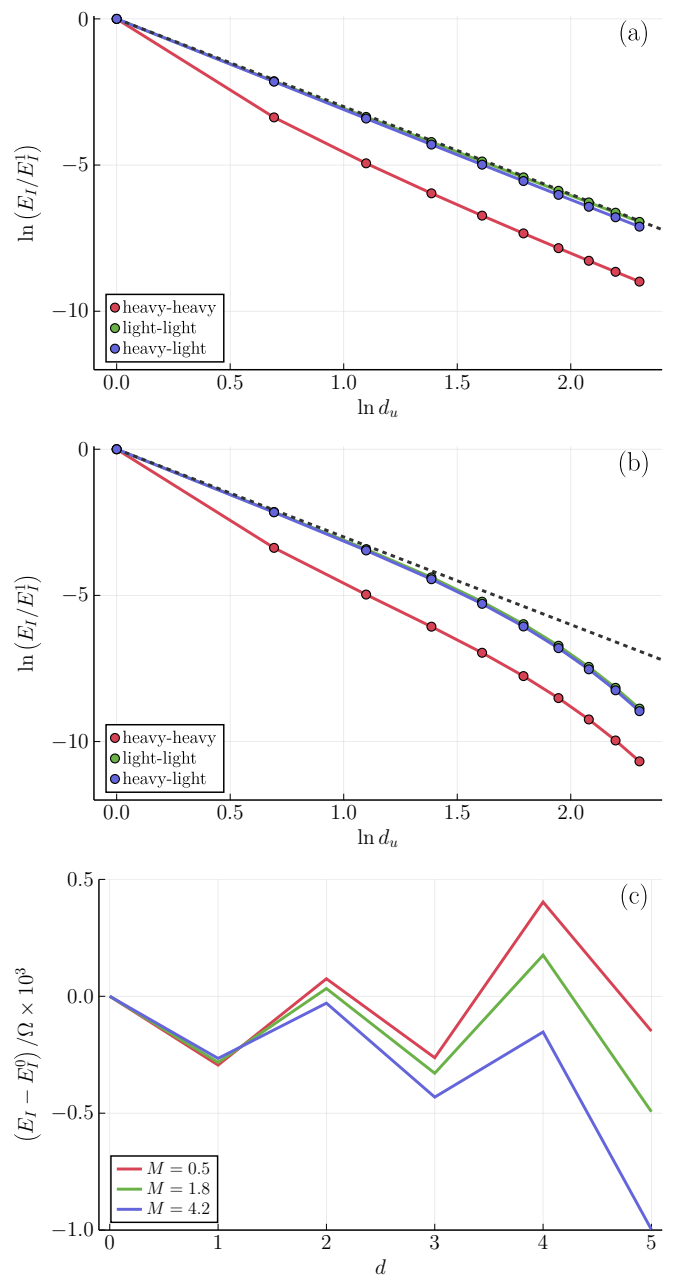 (a)
0
−5
−10
ln (E_I/E_I^1)
heavy-heavy
light-light
heavy-light
0.0 0.5 1.0 1.5 2.0
ln d_u
(b)
0
−5
−10
ln (E_I/E_I^1)
heavy-heavy
light-light
heavy-light
0.0 0.5 1.0 1.5 2.0
ln d_u
(c)
0.5
0.0
−0.5
−1.0
(E_I − E_I^0) /Ω × 10³
M = 0.5
M = 1.8
M = 4.2
0 1 2 3 4 5
d